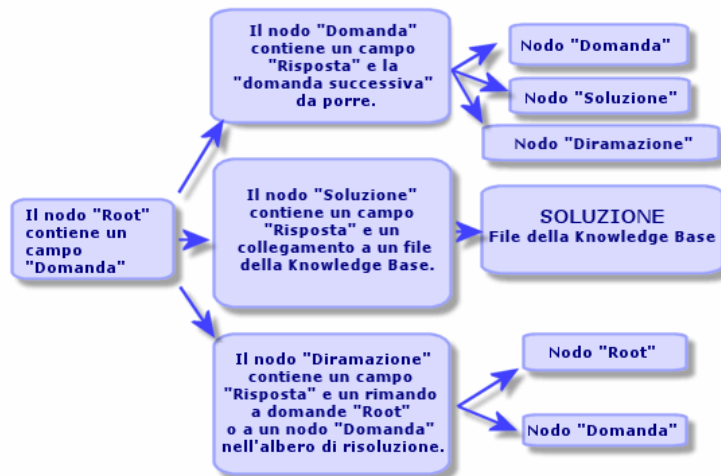 Il nodo "Root"
contiene un
campo
"Domanda"
Il nodo "Domanda"
contiene un campo
"Risposta" e la
"domanda successiva"
da porre.
Nodo "Domanda"
Nodo "Soluzione"
Nodo "Diramazione"
Il nodo "Soluzione"
contiene un campo
"Risposta" e un
collegamento a un file
della Knowledge Base.
SOLUZIONE
File della Knowledge Base
Il nodo "Diramazione"
contiene un campo
"Risposta" e un rimando
a domande "Root"
o a un nodo "Domanda"
nell'albero di risoluzione.
Nodo "Root"
Nodo "Domanda"